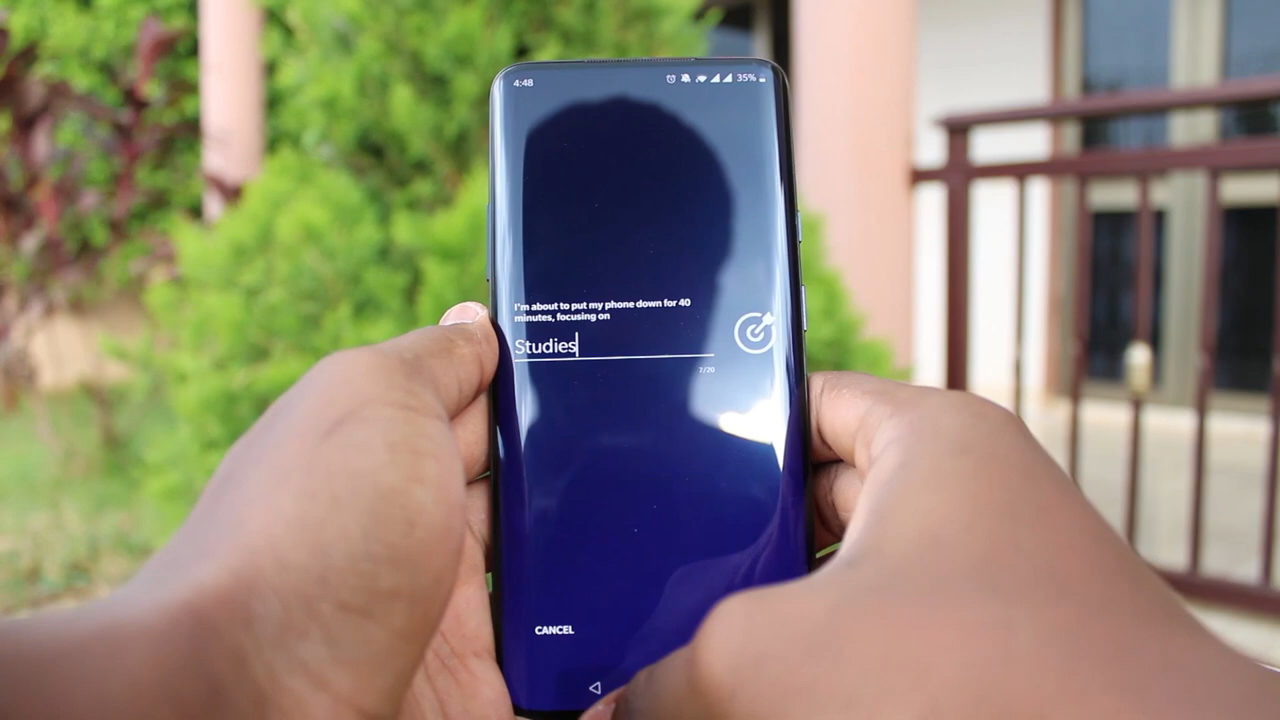 4:48
35%
I'm about to put my phone down for 40
minutes, focusing on
Studies
7/20
CANCEL